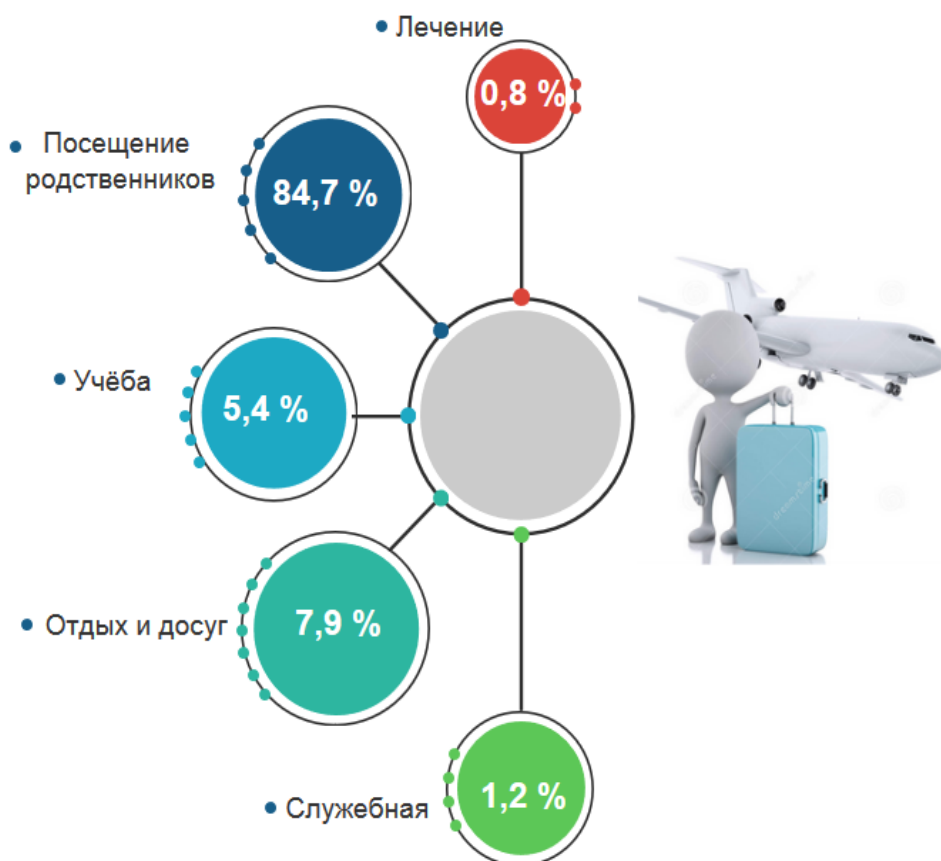 Лечение
0,8 %
Посещение
родственников
84,7 %
Учёба
5,4 %
Отдых и досуг
7,9 %
Служебная
1,2 %